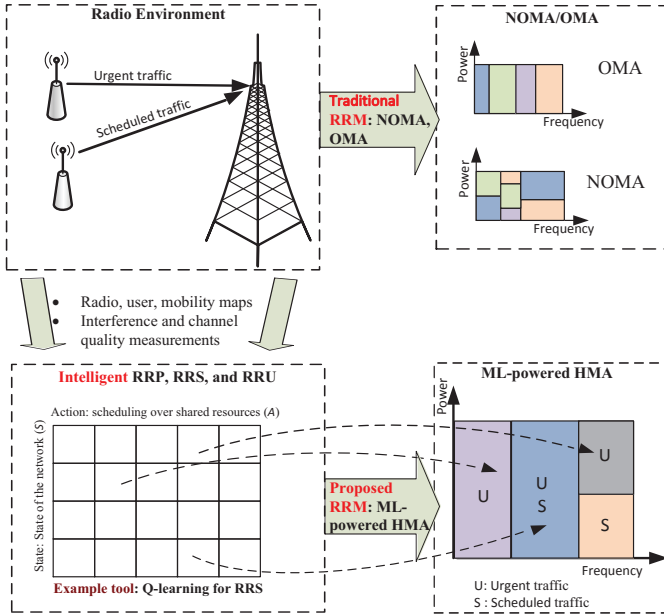 Radio Environment
Urgent traffic
Scheduled traffic
Traditional
RRM: NOMA,
OMA
NOMA/OMA
Power
OMA
Frequency
Power
NOMA
Frequency
• Radio, user, mobility maps
• Interference and channel
quality measurements
Intelligent RRP, RRS, and RRU
Action: scheduling over shared resources (A)
State: State of the network (S)
Example tool: Q-learning for RRS
Proposed
RRM: ML-
powered HMA
ML-powered HMA
Power
U
U
S
U
S
Frequency
U: Urgent traffic
S : Scheduled traffic